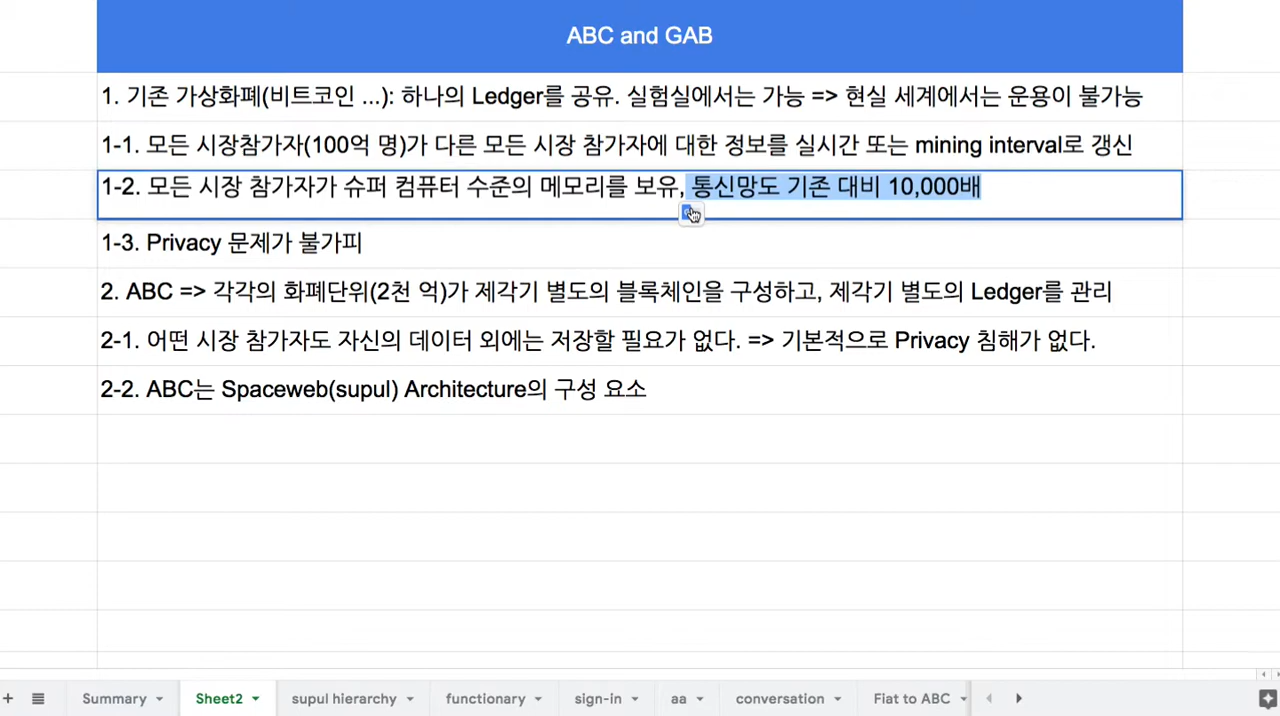 ABC and GAB
1. 기존 가상화폐(비트코인 ...): 하나의 Ledger를 공유. 실험실에서는 가능 => 현실 세계에서는 운용이 불가능
1-1. 모든 시장참가자(100억 명)가 다른 모든 시장 참가자에 대한 정보를 실시간 또는 mining interval로 갱신
1-2. 모든 시장 참가자가 슈퍼 컴퓨터 수준의 메모리를 보유, 통신망도 기존 대비 10,000배
1-3. Privacy 문제가 불가피
2. ABC => 각각의 화폐단위(2천 억)가 제각기 별도의 블록체인을 구성하고, 제각기 별도의 Ledger를 관리
2-1. 어떤 시장 참가자도 자신의 데이터 외에는 저장할 필요가 없다. => 기본적으로 Privacy 침해가 없다.
2-2. ABC는 Spaceweb(supul) Architecture의 구성 요소
Summary Sheet2 supul hierarchy functionary sign-in aa conversation Fiat to ABC